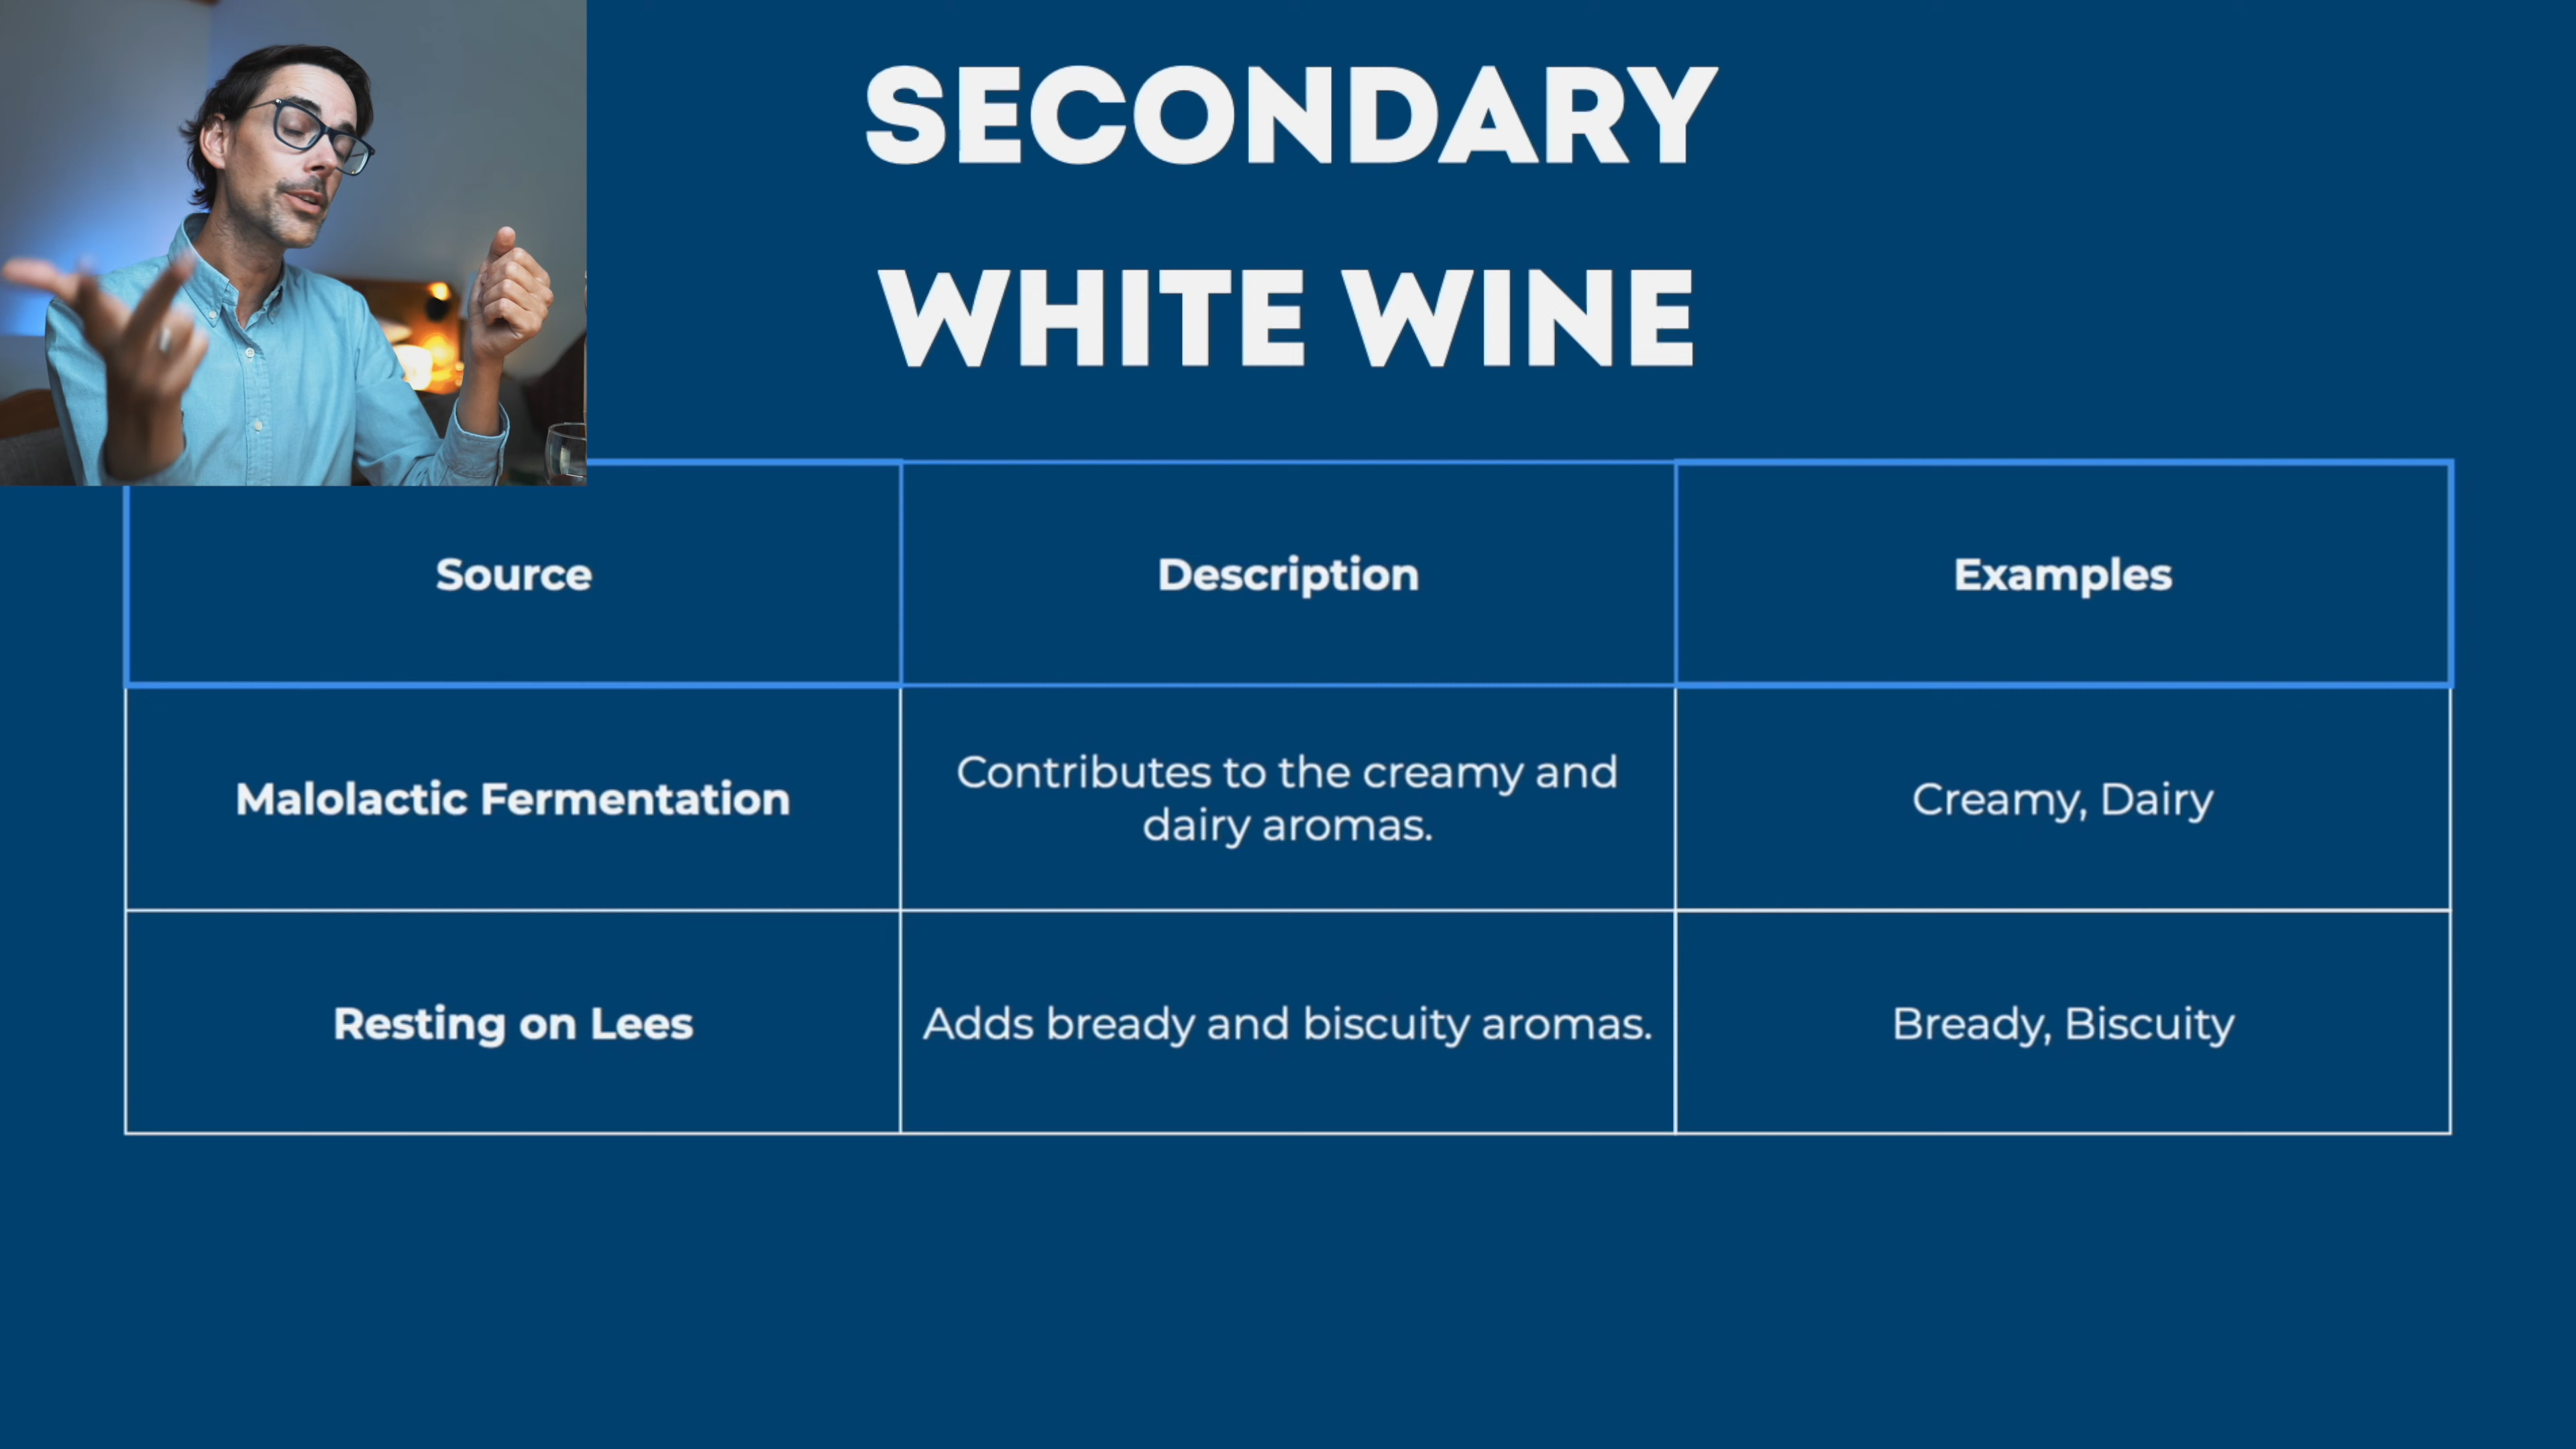 SECONDARY
WHITE WINE
Source
Description
Examples
Malolactic Fermentation
Contributes to the creamy and
dairy aromas.
Creamy, Dairy
Resting on Lees
Adds bready and biscuity aromas.
Bready, Biscuity